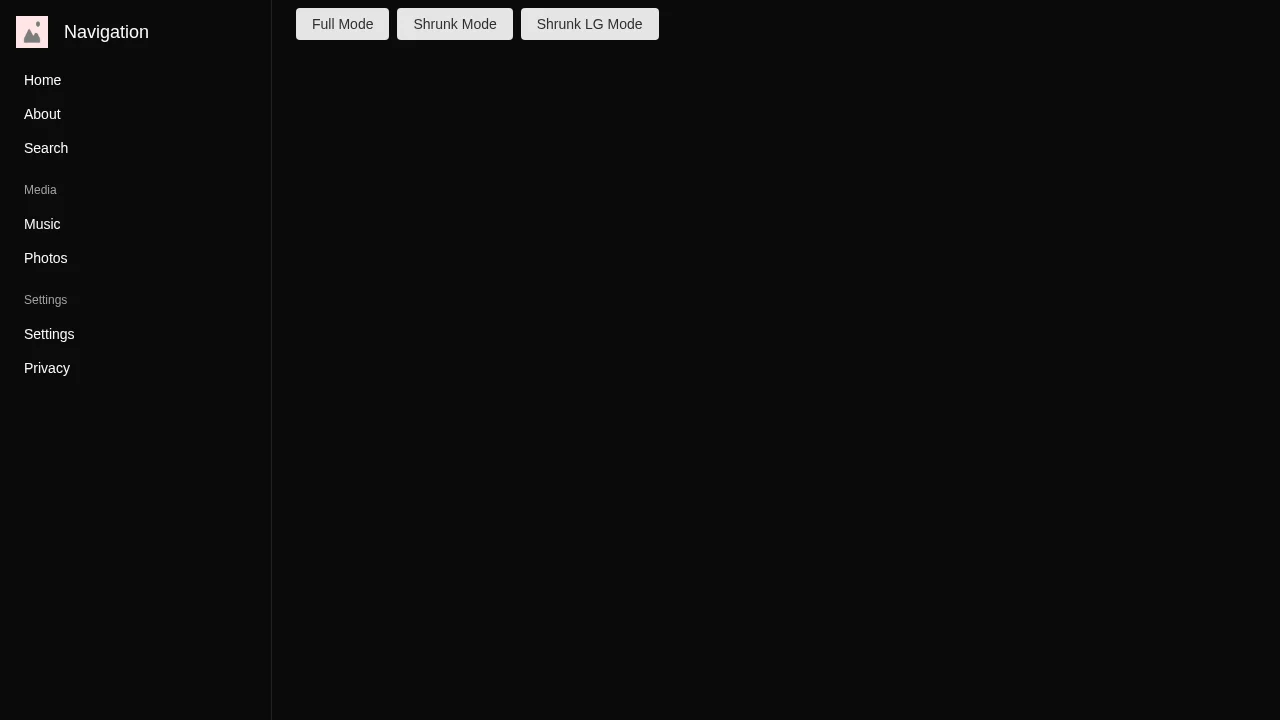 Navigation
Home
About
Search
Media
Music
Photos
Settings
Settings
Privacy
Full Mode
Shrunk Mode
Shrunk LG Mode